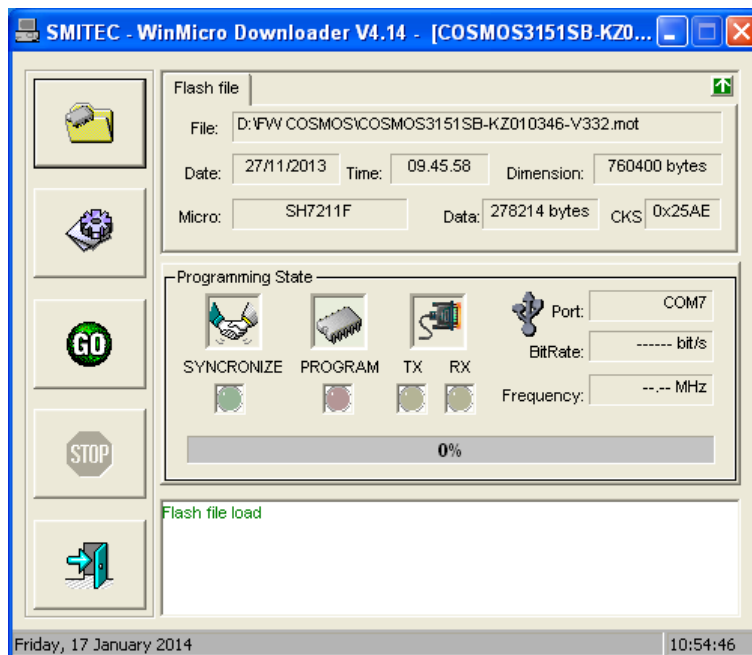 SMITEC - WinMicro Downloader V4.14 - [COSMOS3151SB-KZ0...
Flash file
File: D:\FW COSMOS\COSMOS3151SB-KZ010346-V332.mot
Date: 27/11/2013 Time: 09.45.58 Dimension: 760400 bytes
Micro: SH7211F Data: 278214 bytes CKS 0x25AE
Programming State
Port: COM7
BitRate: ------ bit/s
SYNCRONIZE PROGRAM TX RX
Frequency: --.-- MHz
0%
GO
STOP
Flash file load
Friday, 17 January 2014 10:54:46